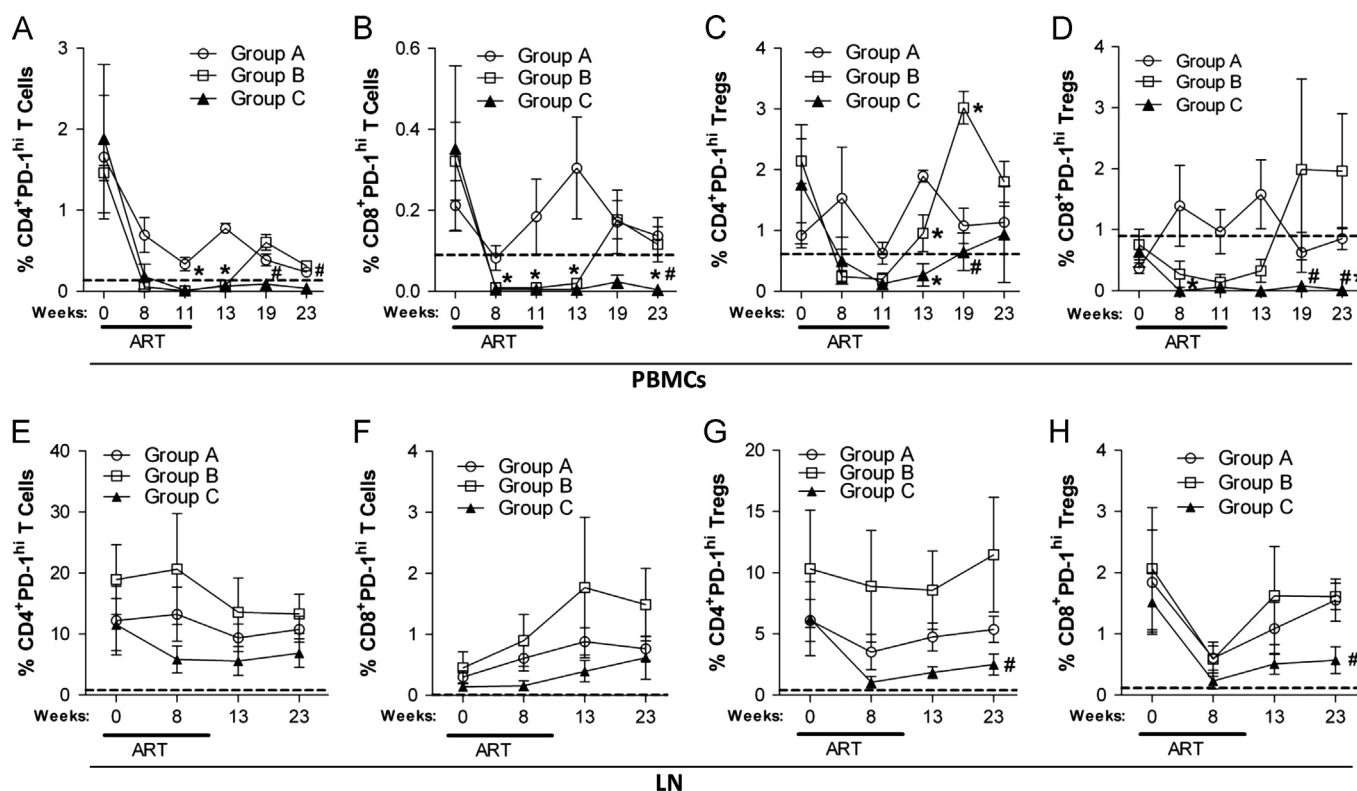 A
% CD4+PD-1hi T Cells
3
2
1
0
Group A
Group B
Group C
*
*
#
#
Weeks: 0 8 11 13 19 23
ART
B
% CD8+PD-1hi T Cells
0.6
0.4
0.2
0.0
Group A
Group B
Group C
*
*
*
*#
0 8 11 13 19 23
ART
C
% CD4+PD-1hi Tregs
4
3
2
1
0
Group A
Group B
Group C
*
*
*
#
0 8 11 13 19 23
ART
D
% CD8+PD-1hi Tregs
4
3
2
1
0
Group A
Group B
Group C
*
#
#*
0 8 11 13 19 23
ART
PBMCs
E
% CD4+PD-1hi T Cells
40
30
20
10
0
Group A
Group B
Group C
Weeks: 0 8 13 23
ART
F
% CD8+PD-1hi T Cells
4
3
2
1
0
Group A
Group B
Group C
Weeks: 0 8 13 23
ART
G
% CD4+PD-1hi Tregs
20
15
10
5
0
Group A
Group B
Group C
#
Weeks: 0 8 13 23
ART
H
% CD8+PD-1hi Tregs
4
3
2
1
0
Group A
Group B
Group C
#
Weeks: 0 8 13 23
ART
LN